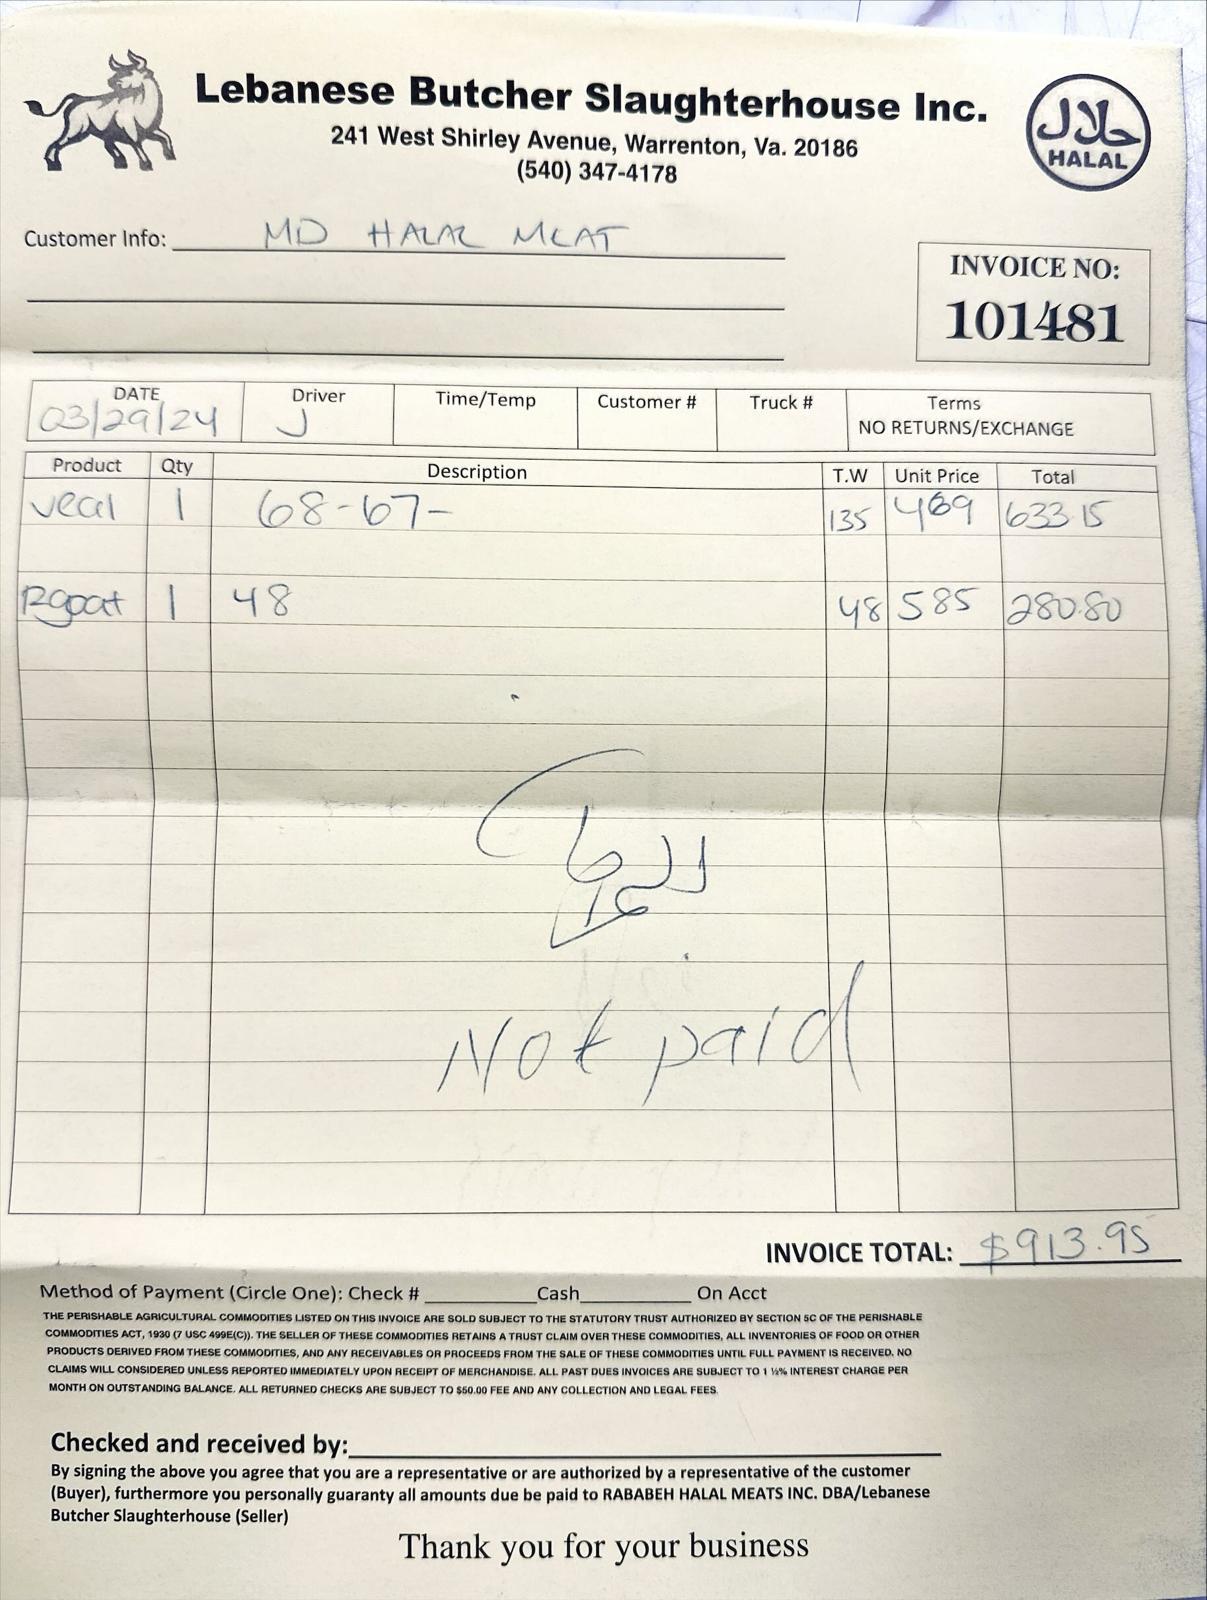 Lebanese Butcher Slaughterhouse Inc.
241 West Shirley Avenue, Warrenton, Va. 20186
(540) 347-4178
حلال
HALAL
Customer Info: MD HALAL MEAT
INVOICE NO:
101481
DATE Driver Time/Temp Customer # Truck # Terms
03/29/24 J NO RETURNS/EXCHANGE
Product Qty Description T.W Unit Price Total
veal 1 68-67- 135 469 633.15
Rgoat 1 48 48 585 280.80
Not paid
INVOICE TOTAL: $913.95
Method of Payment (Circle One): Check # Cash On Acct
THE PERISHABLE AGRICULTURAL COMMODITIES LISTED ON THIS INVOICE ARE SOLD SUBJECT TO THE STATUTORY TRUST AUTHORIZED BY SECTION 5C OF THE PERISHABLE
COMMODITIES ACT, 1930 (7 USC 499E(C)). THE SELLER OF THESE COMMODITIES RETAINS A TRUST CLAIM OVER THESE COMMODITIES, ALL INVENTORIES OF FOOD OR OTHER
PRODUCTS DERIVED FROM THESE COMMODITIES, AND ANY RECEIVABLES OR PROCEEDS FROM THE SALE OF THESE COMMODITIES UNTIL FULL PAYMENT IS RECEIVED. NO
CLAIMS WILL CONSIDERED UNLESS REPORTED IMMEDIATELY UPON RECEIPT OF MERCHANDISE. ALL PAST DUES INVOICES ARE SUBJECT TO 1 ½% INTEREST CHARGE PER
MONTH ON OUTSTANDING BALANCE. ALL RETURNED CHECKS ARE SUBJECT TO $50.00 FEE AND ANY COLLECTION AND LEGAL FEES.
Checked and received by:
By signing the above you agree that you are a representative or are authorized by a representative of the customer
(Buyer), furthermore you personally guaranty all amounts due be paid to RABABEH HALAL MEATS INC. DBA/Lebanese
Butcher Slaughterhouse (Seller)
Thank you for your business